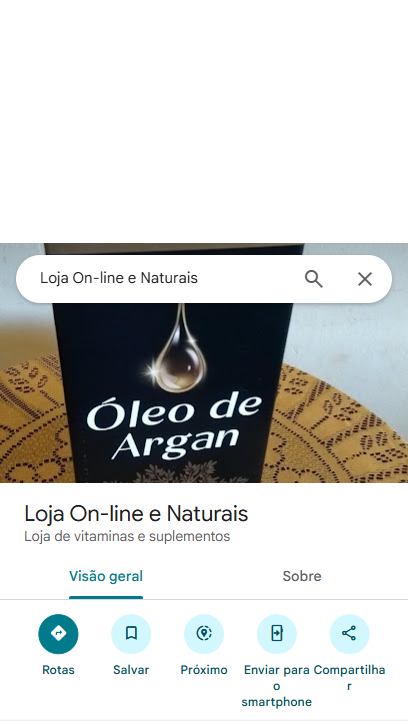 Loja On-line e Naturais
Óleo de
Argan
Loja On-line e Naturais
Loja de vitaminas e suplementos
Visão geral
Sobre
Rotas
Salvar
Próximo
Enviar para
o
smartphone
Compartilha
r